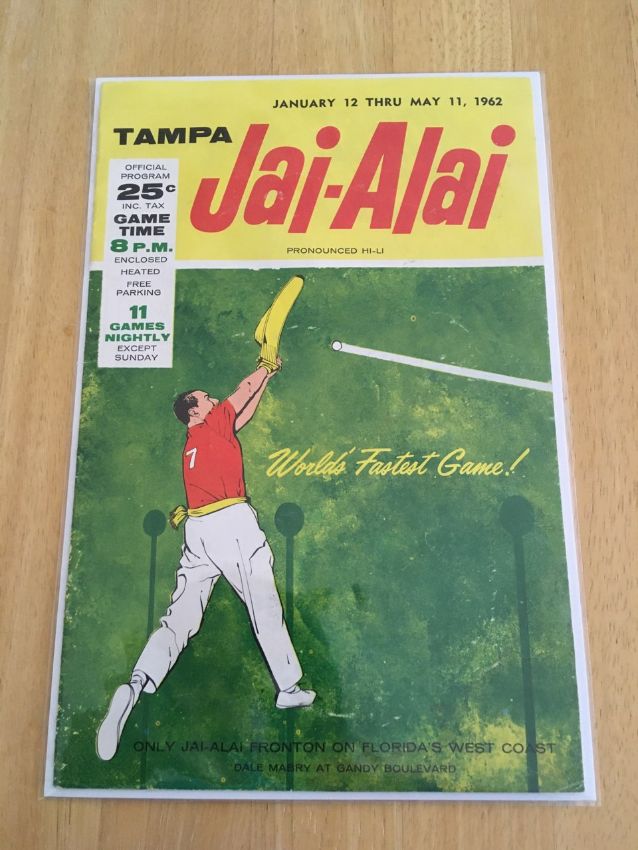 JANUARY 12 THRU MAY 11, 1962
TAMPA
Jai-Alai
PRONOUNCED HI-LI
OFFICIAL
PROGRAM
25c
INC. TAX
GAME
TIME
8 P.M.
ENCLOSED
HEATED
FREE
PARKING
11
GAMES
NIGHTLY
EXCEPT
SUNDAY
7
World's Fastest Game!
ONLY JAI-ALAI FRONTON ON FLORIDA'S WEST COAST
DALE MABRY AT GANDY BOULEVARD